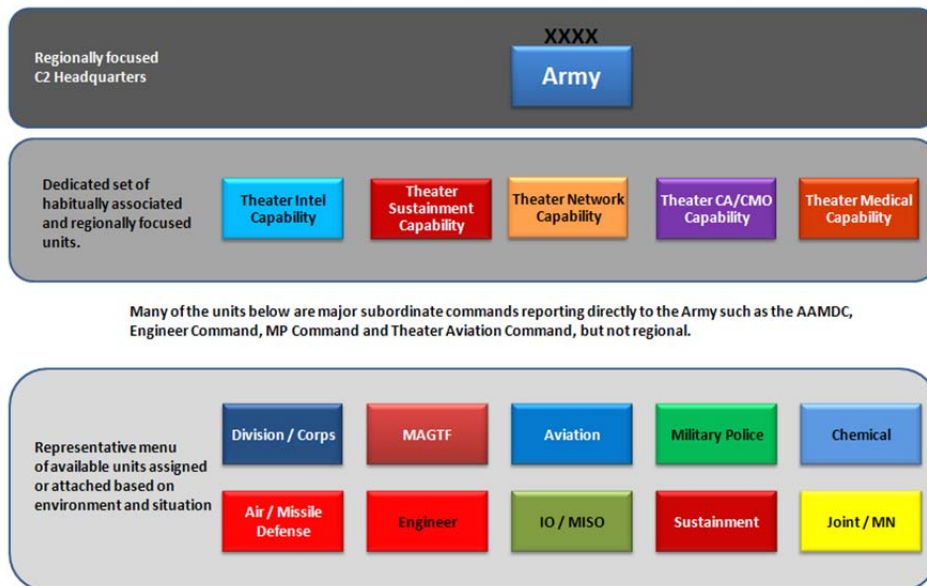 XXXX
Regionally focused
C2 Headquarters
Army
Dedicated set of
habitually associated
and regionally focused
units.
Theater Intel
Capability
Theater
Sustainment
Capability
Theater Network
Capability
Theater CA/CMO
Capability
Theater Medical
Capability
Many of the units below are major subordinate commands reporting directly to the Army such as the AAMDC,
Engineer Command, MP Command and Theater Aviation Command, but not regional.
Representative menu
of available units assigned
or attached based on
environment and situation
Division / Corps
MAGTF
Aviation
Military Police
Chemical
Air / Missile
Defense
Engineer
IO / MISO
Sustainment
Joint / MN